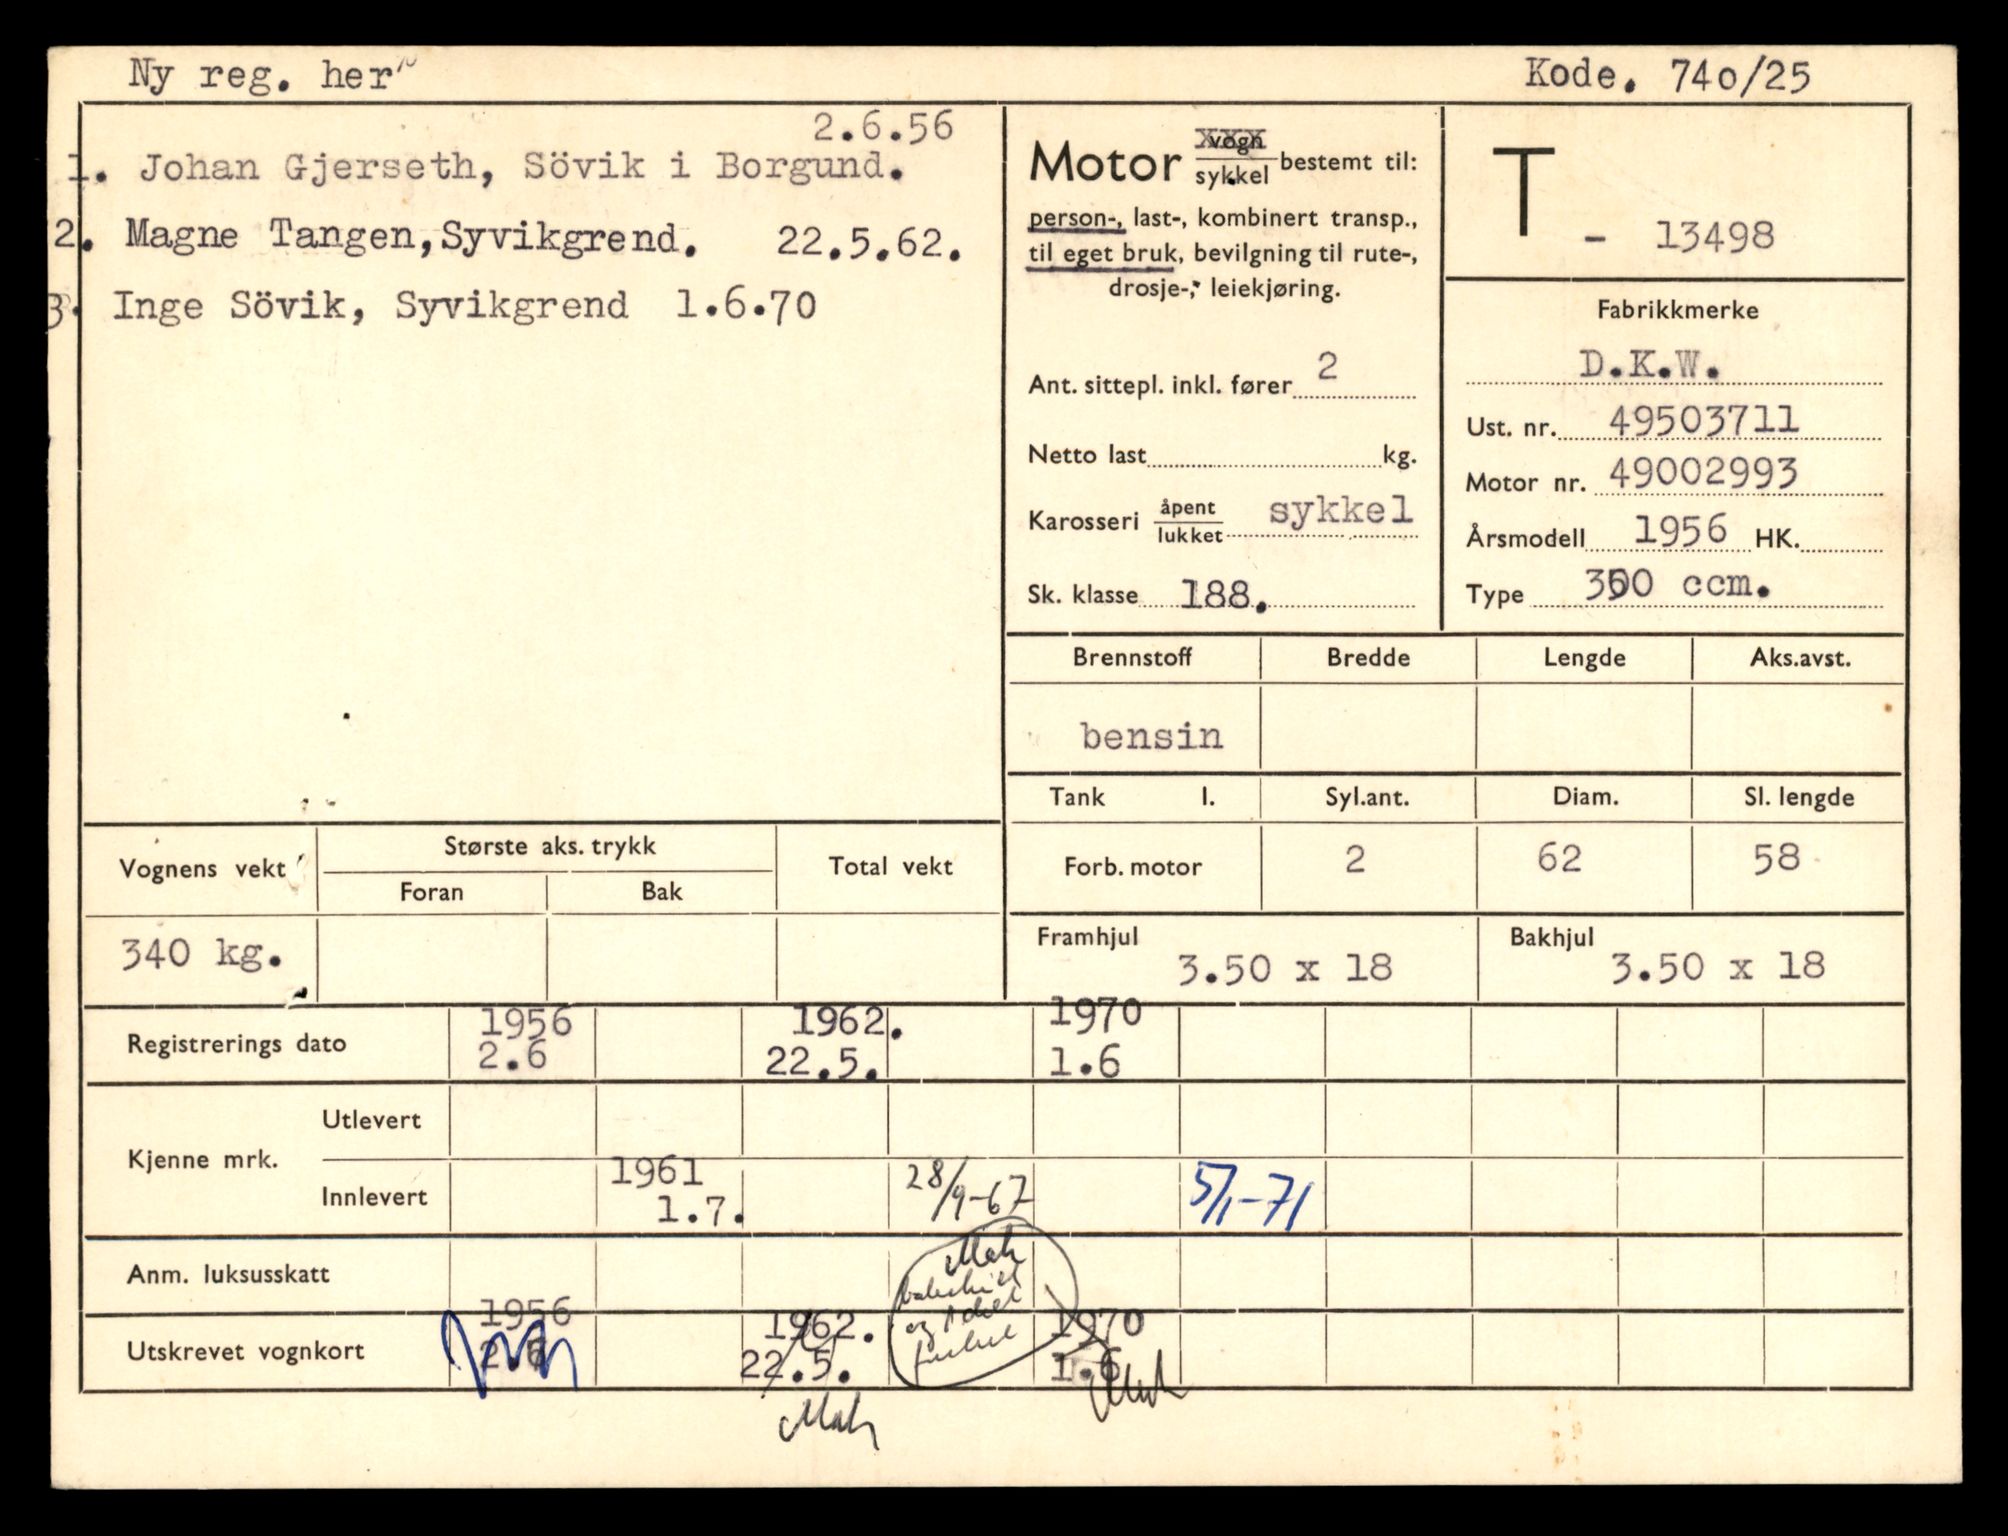 Ny reg. her
Kode. 740/25
2.6.56
1. Johan Gjerseth, Sövik i Borgund.
2. Magne Tangen, Syvikgrend. 22.5.62.
3. Inge Sövik, Syvikgrend 1.6.70
Motor vogn/sykkel bestemt til:
person-, last-, kombinert transp.,
til eget bruk, bevilgning til rute-,
drosje-, leiekjøring.
Ant. sittepl. inkl. fører 2
Netto last kg.
Karosseri åpent/lukket sykkel
Sk. klasse 188.
T - 13498
Fabrikkmerke
D.K.W.
Ust. nr. 49503711
Motor nr. 49002993
Årsmodell 1956 HK.
Type 350 ccm.
Brennstoff Bredde Lengde Aks.avst.
bensin
Tank l. Syl.ant. Diam. Sl. lengde
Forb. motor 2 62 58
Framhjul 3.50 x 18
Bakhjul 3.50 x 18
Vognens vekt Største aks. trykk Total vekt
Foran Bak
340 kg.
1956 1962. 1970
Registrerings dato 2.6 22.5. 1.6
Kjenne mrk. Utlevert
Innlevert 1961 1.7. 28/9-67 5/1-71
Anm. luksusskatt
1956 1962. 1970
Utskrevet vognkort 2.6 22.5. 1.6